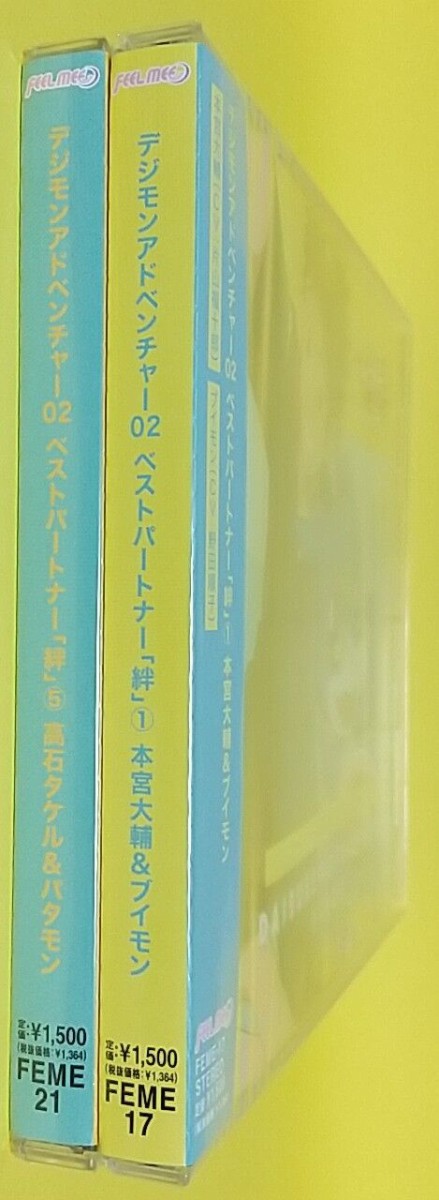 FEEL MEE
デジモンアドベンチャー02 ベストパートナー「絆」⑤ 高石タケル&パタモン
定価:¥1,500
(税抜価格:¥1,364)
FEME
21
FEEL MEE
デジモンアドベンチャー02 ベストパートナー「絆」① 本宮大輔&ブイモン
定価:¥1,500
(税抜価格:¥1,364)
FEME
17
デジモンアドベンチャー02 ベストパートナー「絆」1 本宮大輔&ブイモン
FEEL MEE
FEME-17
STEREO